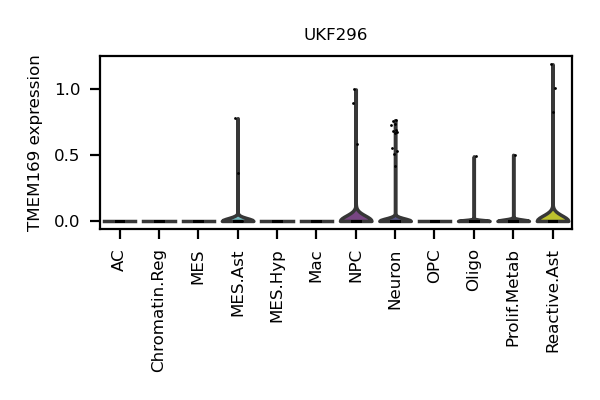 UKF296
TMEM169 expression
1.0
0.5
0.0
AC
Chromatin.Reg
MES
MES.Ast
MES.Hyp
Mac
NPC
Neuron
OPC
Oligo
Prolif.Metab
Reactive.Ast